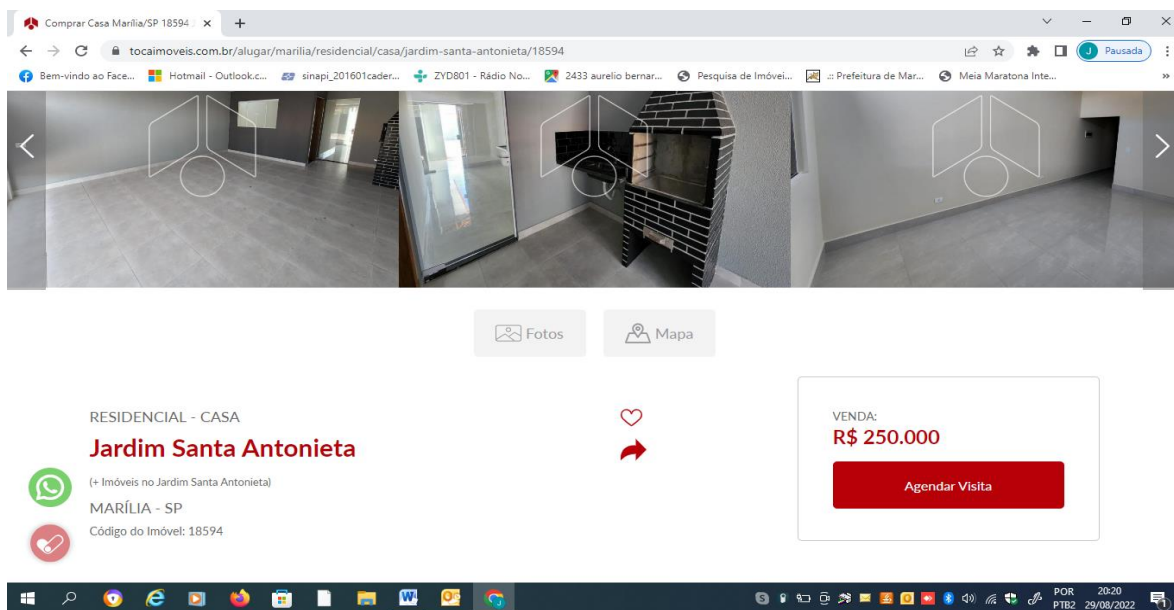 Comprar Casa Marília/SP 18594
tocaimoveis.com.br/alugar/marilia/residencial/casa/jardim-santa-antonieta/18594
J Pausada
Bem-vindo ao Face... Hotmail - Outlook.c... sinapi_201601cader... ZYD801 - Rádio No... 2433 aurelio bernar... Pesquisa de Imóvei... .:: Prefeitura de Mar... Meia Maratona Inte... »
Fotos Mapa
RESIDENCIAL - CASA
Jardim Santa Antonieta
(+ Imóveis no Jardim Santa Antonieta)
MARÍLIA - SP
Código do Imóvel: 18594
VENDA:
R$ 250.000
Agendar Visita
POR 20:20
PTB2 29/08/2022